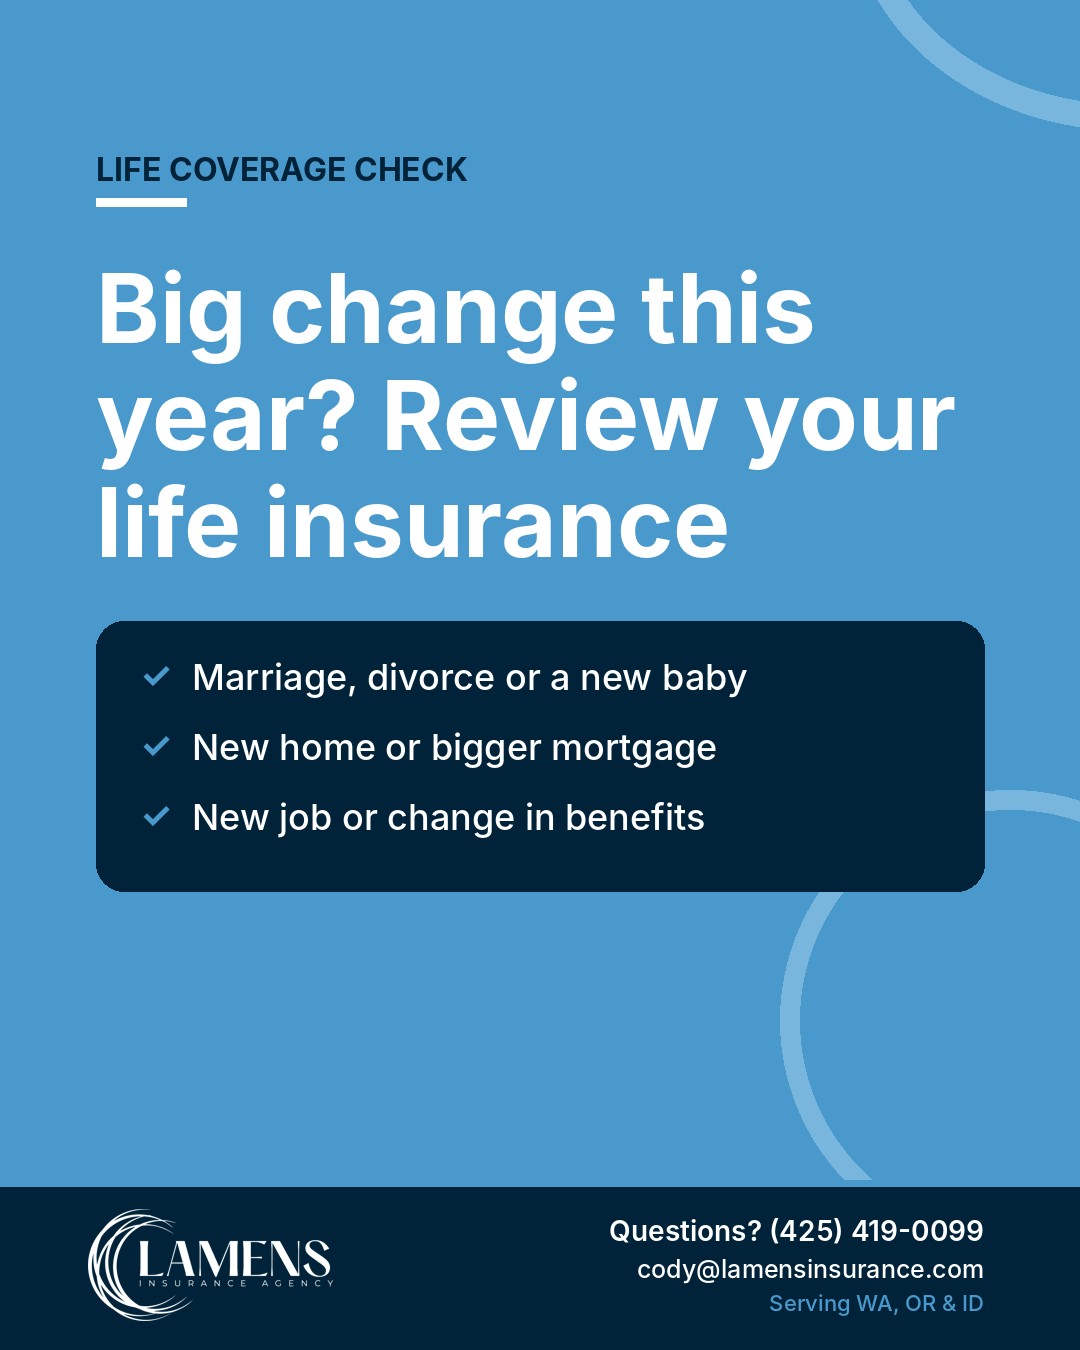 LIFE COVERAGE CHECK
Big change this
year? Review your
life insurance
Marriage, divorce or a new baby
New home or bigger mortgage
New job or change in benefits
LAMENS
INSURANCE AGENCY
Questions? (425) 419-0099
cody@lamensinsurance.com
Serving WA, OR & ID